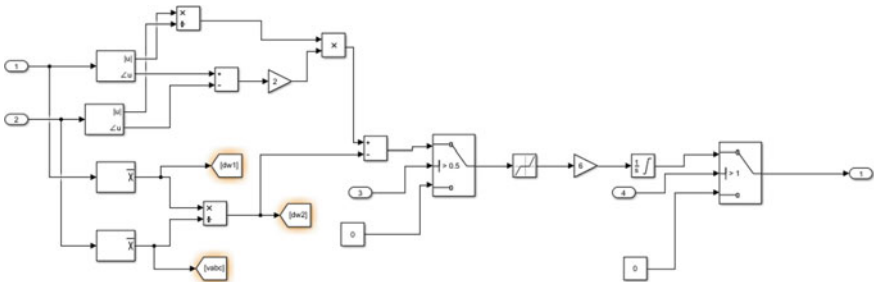 ×
÷
1
|u|
∠u
+
−
2
×
2
|u|
∠u
[dw1]
x̄
×
÷
[dw2]
x̄
[vabc]
+
−
> 0.5
3
0
6
1
s
4
> 1
0
1